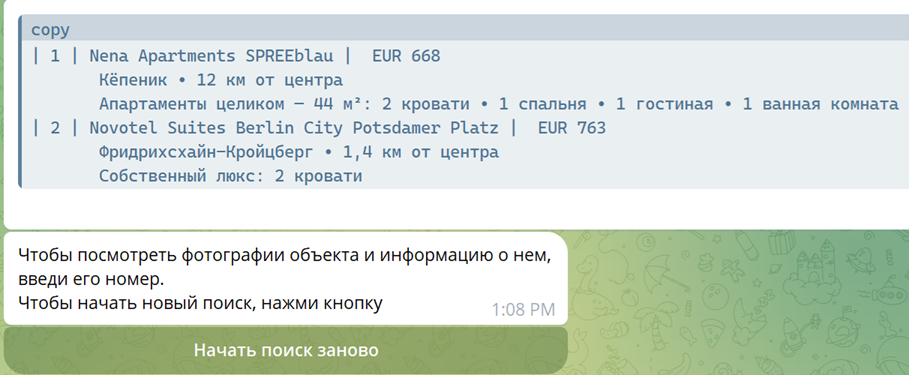 copy
| 1 | Nena Apartments SPREEblau |  EUR 668
Кёпеник • 12 км от центра
Апартаменты целиком – 44 м²: 2 кровати • 1 спальня • 1 гостиная • 1 ванная комната
| 2 | Novotel Suites Berlin City Potsdamer Platz |  EUR 763
Фридрихсхайн-Кройцберг • 1,4 км от центра
Собственный люкс: 2 кровати
Чтобы посмотреть фотографии объекта и информацию о нем,
введи его номер.
Чтобы начать новый поиск, нажми кнопку
1:08 PM
Начать поиск заново